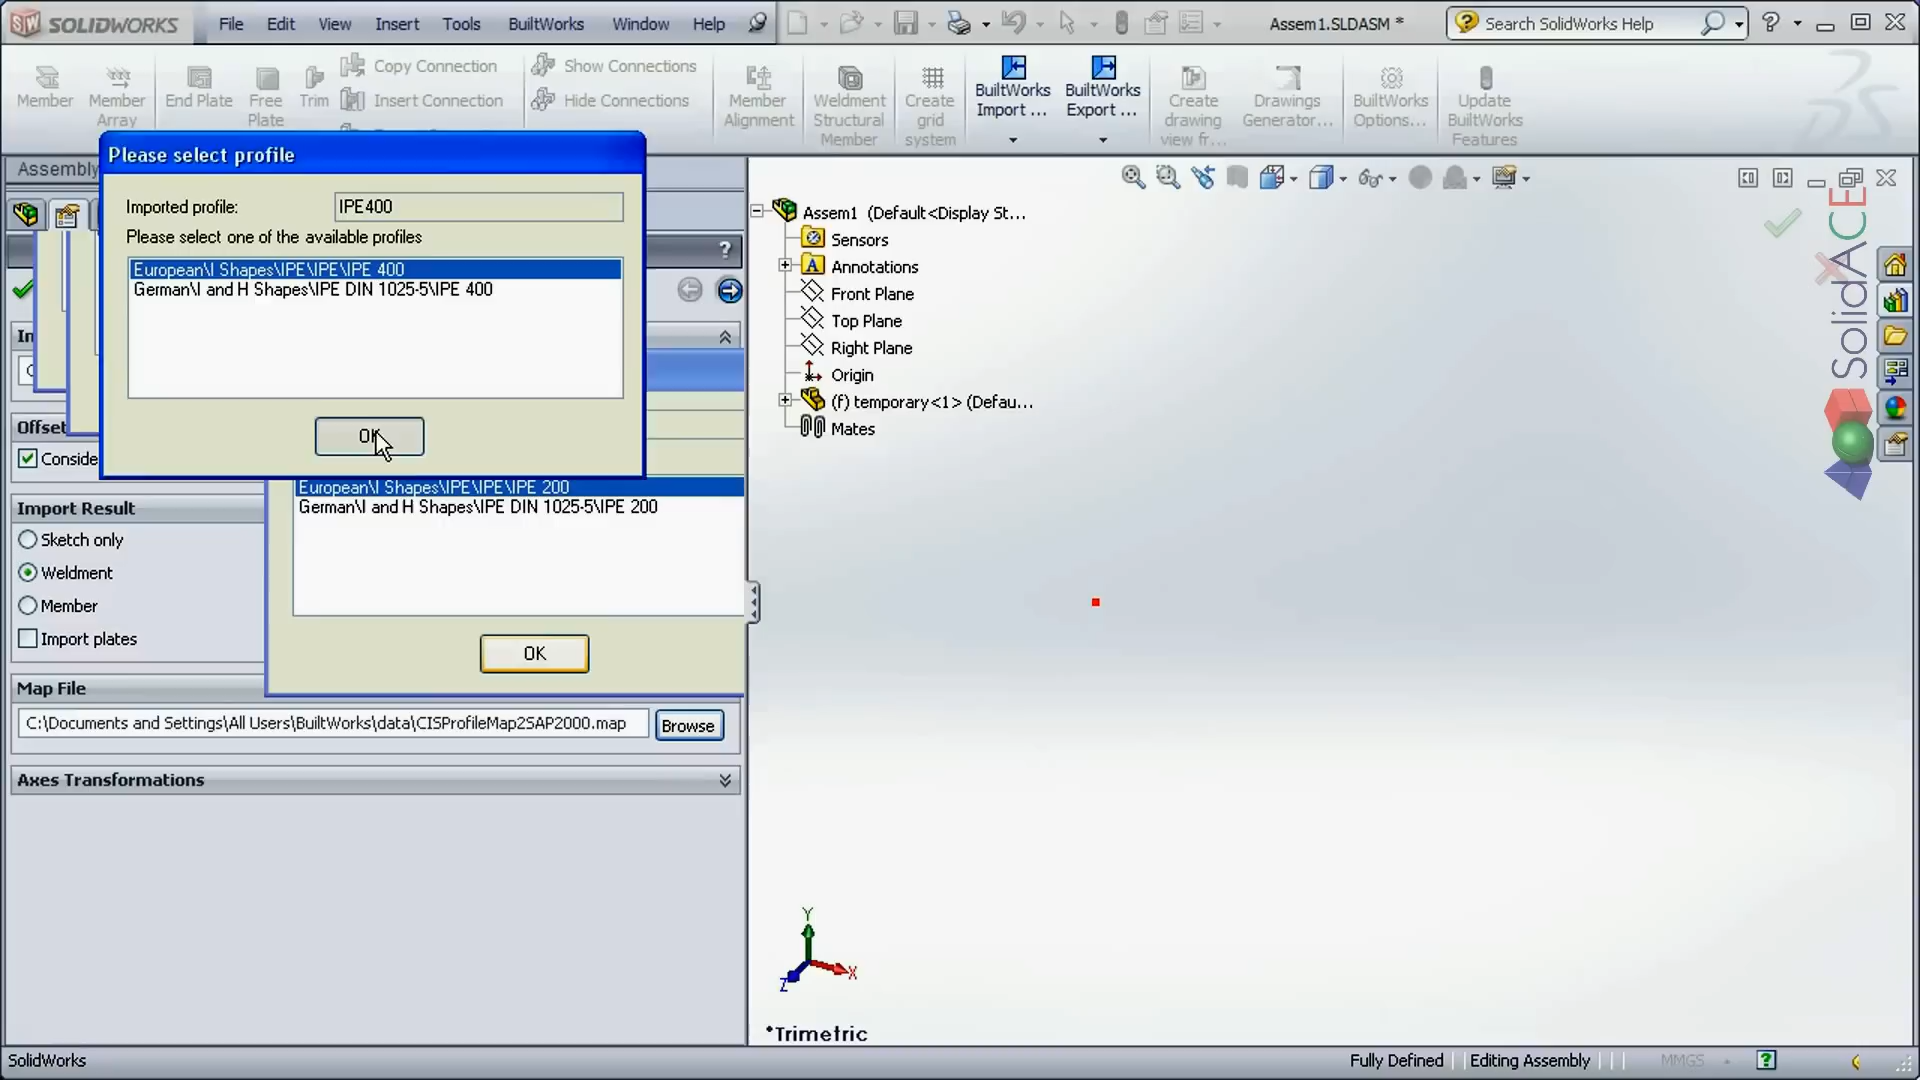 SOLIDWORKS
File Edit View Insert Tools BuiltWorks Window Help
Assem1.SLDASM *
Search SolidWorks Help
Member
Member Array
End Plate
Free Plate
Trim
Copy Connection
Insert Connection
Show Connections
Hide Connections
Member Alignment
Weldment Structural Member
Create grid system
BuiltWorks Import ...
BuiltWorks Export ...
Create drawing view fr...
Drawings Generator...
BuiltWorks Options...
Update BuiltWorks Features
Assembly
Please select profile
Imported profile: IPE400
Please select one of the available profiles
European\I Shapes\IPE\IPE\IPE 400
German\I and H Shapes\IPE DIN 1025-5\IPE 400
OK
European\I Shapes\IPE\IPE\IPE 200
German\I and H Shapes\IPE DIN 1025-5\IPE 200
OK
In
Offset
Conside
Import Result
Sketch only
Weldment
Member
Import plates
Map File
C:\Documents and Settings\All Users\BuiltWorks\data\CISProfileMap2SAP2000.map
Browse
Axes Transformations
Assem1 (Default<Display St...
Sensors
Annotations
Front Plane
Top Plane
Right Plane
Origin
(f) temporary<1> (Defau...
Mates
SolidACE
Y
X
Z
*Trimetric
SolidWorks
Fully Defined
Editing Assembly
MMGS